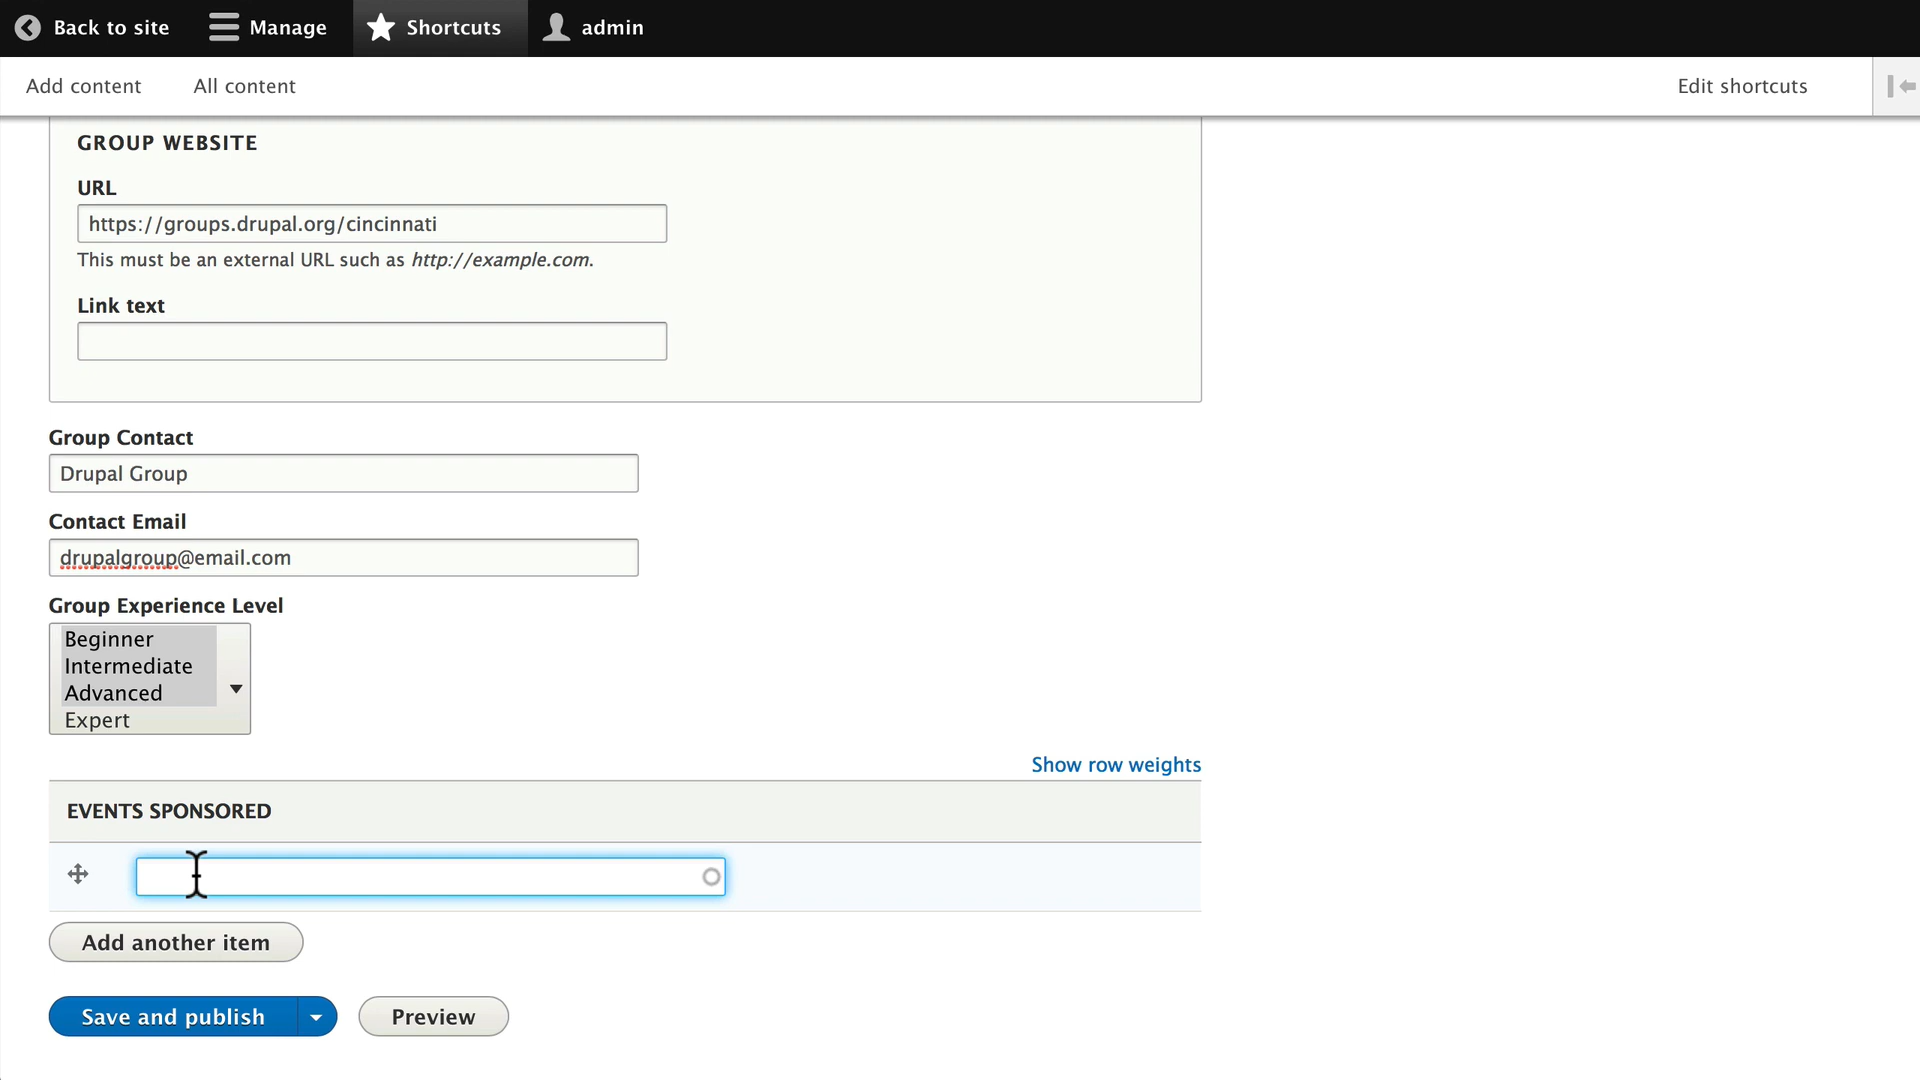 Back to site Manage Shortcuts admin
Add content All content Edit shortcuts
GROUP WEBSITE
URL
https://groups.drupal.org/cincinnati
This must be an external URL such as http://example.com.
Link text
Group Contact
Drupal Group
Contact Email
drupalgroup@email.com
Group Experience Level
Beginner
Intermediate
Advanced
Expert
Show row weights
EVENTS SPONSORED
Add another item
Save and publish Preview